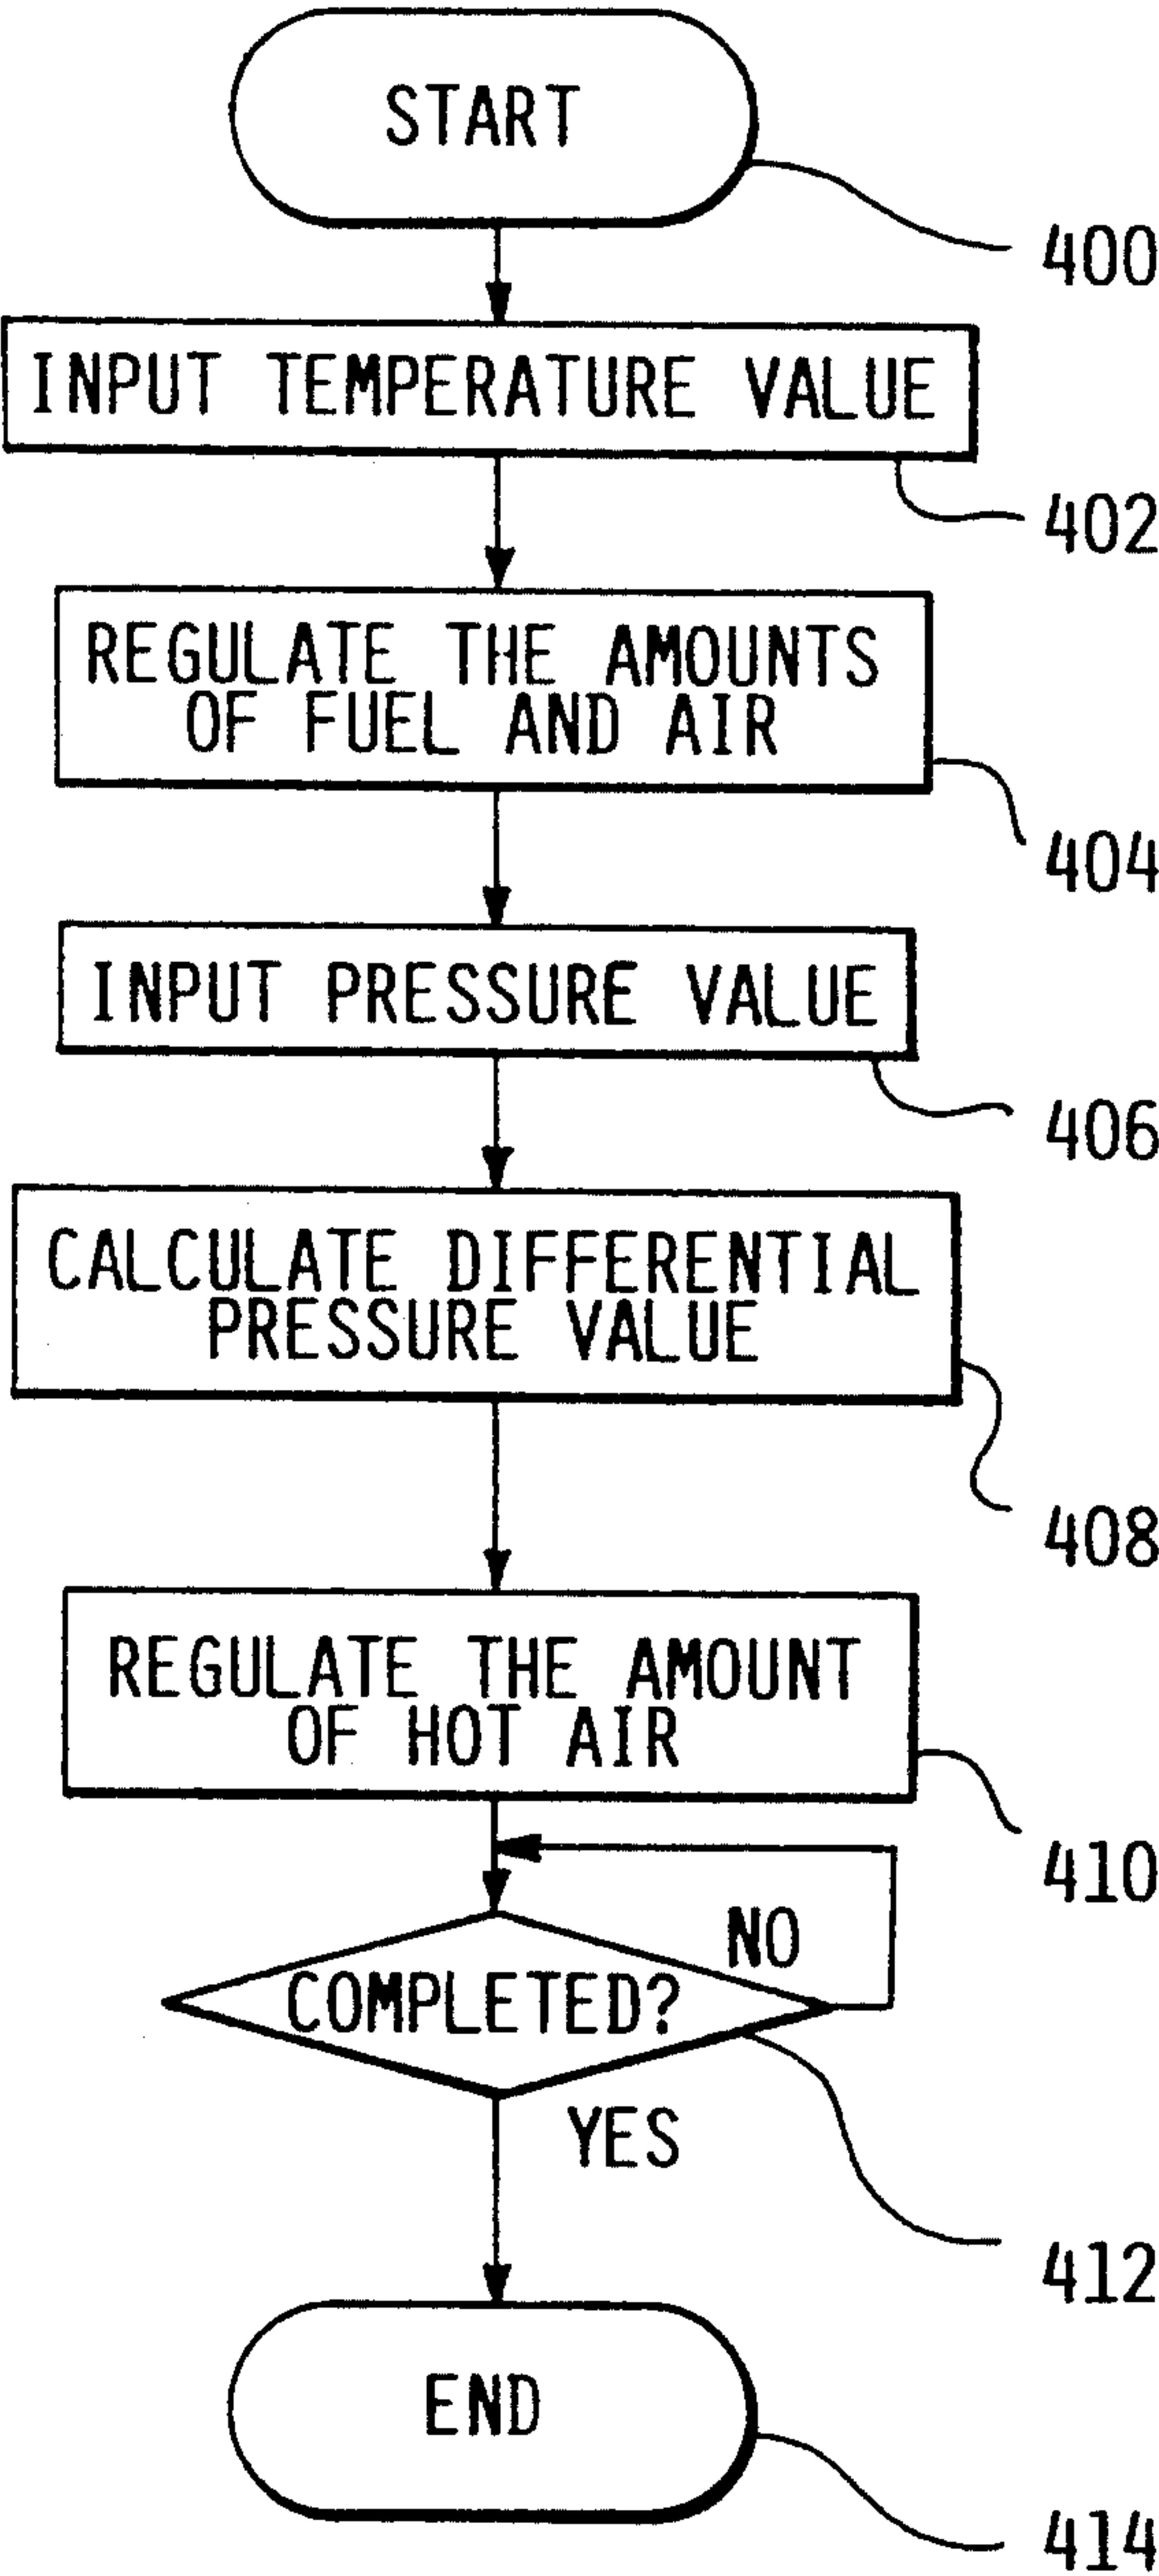 START
400
INPUT TEMPERATURE VALUE
402
REGULATE THE AMOUNTS
OF FUEL AND AIR
404
INPUT PRESSURE VALUE
406
CALCULATE DIFFERENTIAL
PRESSURE VALUE
408
REGULATE THE AMOUNT
OF HOT AIR
410
NO
COMPLETED?
YES
412
END
414